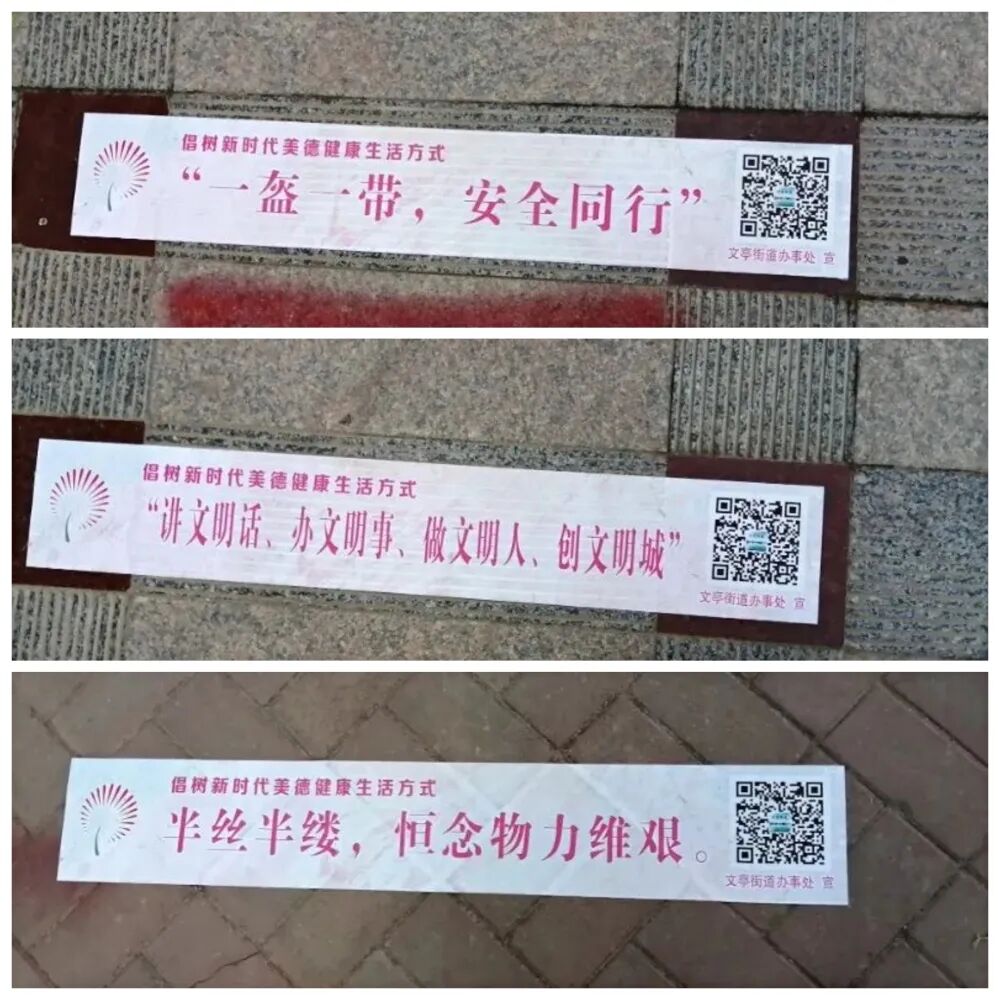 倡树新时代美德健康生活方式
“一盔一带，安全同行”
文亭街道办事处 宣
倡树新时代美德健康生活方式
“讲文明话、办文明事、做文明人、创文明城”
文亭街道办事处 宣
倡树新时代美德健康生活方式
半丝半缕，恒念物力维艰。
文亭街道办事处 宣